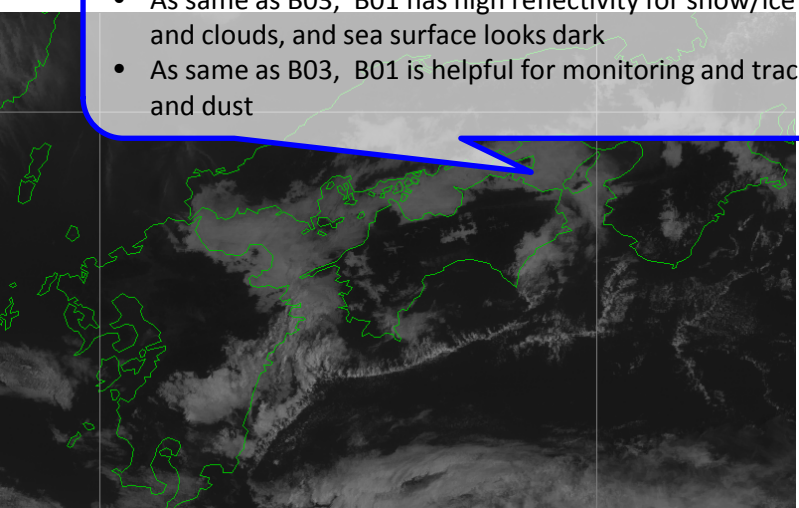 • As same as B03, B01 has high reflectivity for snow/ice
and clouds, and sea surface looks dark
• As same as B03, B01 is helpful for monitoring and trac
and dust